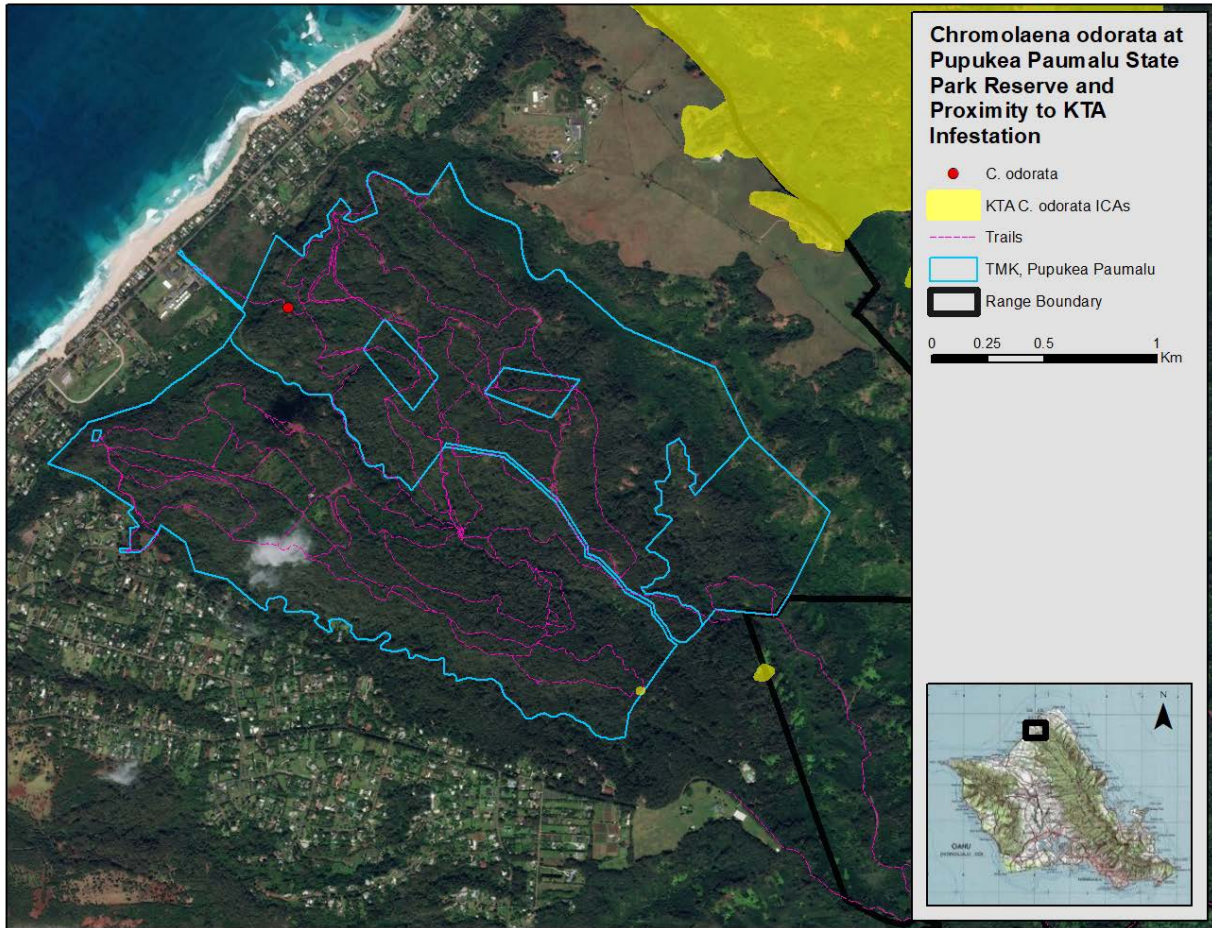 Chromolaena odorata at
Pupukea Paumalu State
Park Reserve and
Proximity to KTA
Infestation
C. odorata
KTA C. odorata ICAs
Trails
TMK, Pupukea Paumalu
Range Boundary
0 0.25 0.5 1
Km
N
OAHU